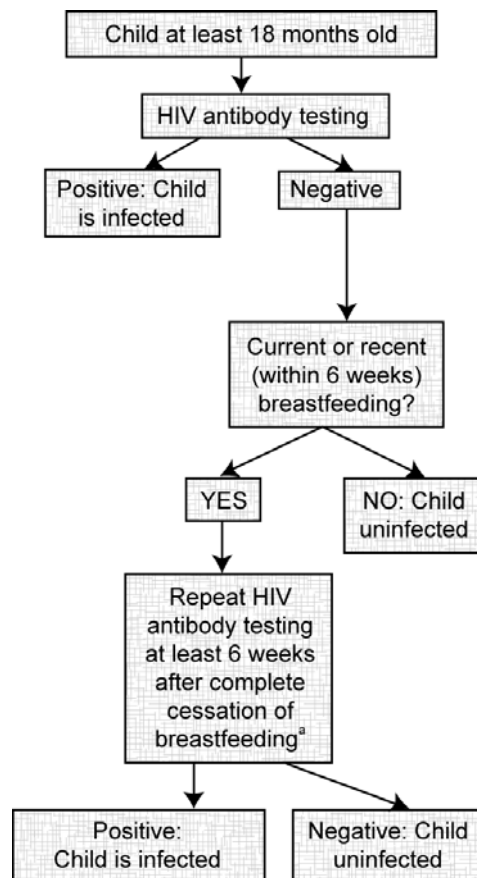 Child at least 18 months old
HIV antibody testing
Positive: Child
is infected
Negative
Current or recent
(within 6 weeks)
breastfeeding?
YES
NO: Child
uninfected
Repeat HIV
antibody testing
at least 6 weeks
after complete
cessation of
breastfeedingᵃ
Positive:
Child is infected
Negative: Child
uninfected